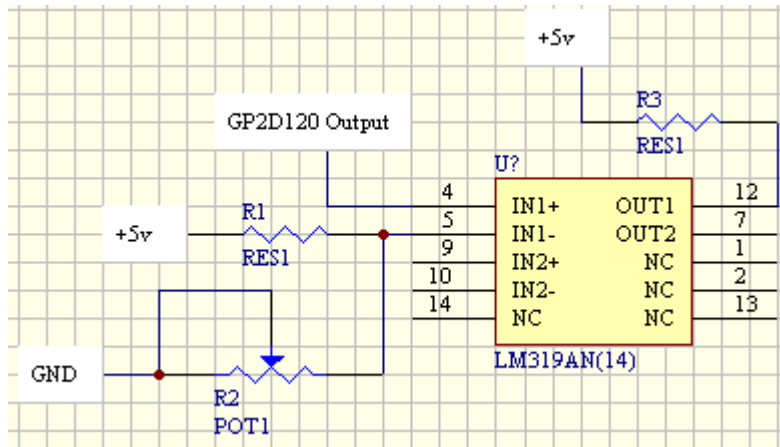 +5v
R3
GP2D120 Output
RES1
U?
4
IN1+
OUT1
12
R1
5
IN1-
OUT2
7
+5v
RES1
9
IN2+
NC
1
10
IN2-
NC
2
14
NC
NC
13
LM319AN(14)
GND
R2
POT1